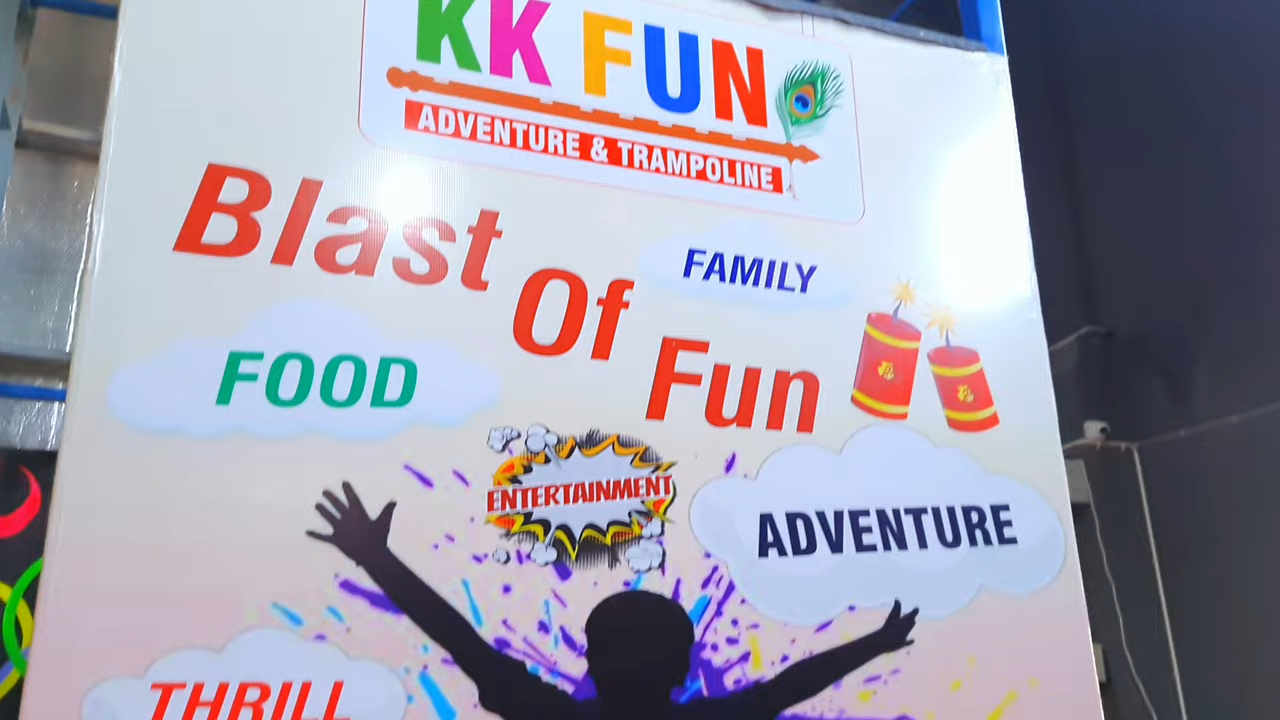 KK FUN
ADVENTURE & TRAMPOLINE
Blast Of Fun
FAMILY
FOOD
ENTERTAINMENT
ADVENTURE
THRILL